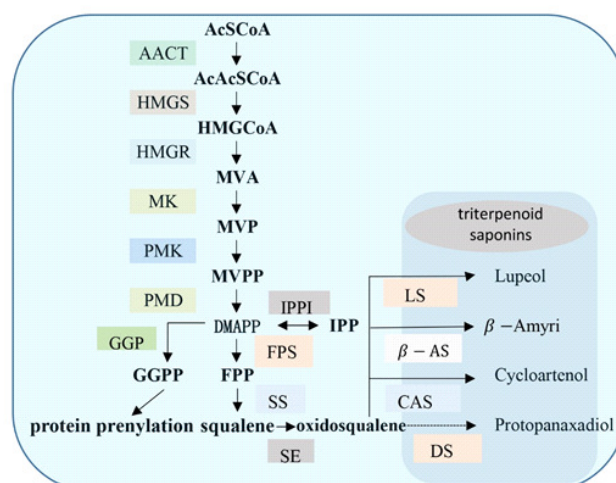 AcSCoA
AACT
AcAcSCoA
HMGS
HMGCoA
HMGR
MVA
MK
MVP
PMK
MVPP
PMD
DMAPP
IPPI
IPP
GGP
FPS
GGPP
FPP
SS
protein prenylation squalene oxidosqualene
SE
triterpenoid
saponins
Lupeol
LS
β-Amyri
β-AS
Cycloartenol
CAS
Protopanaxadiol
DS